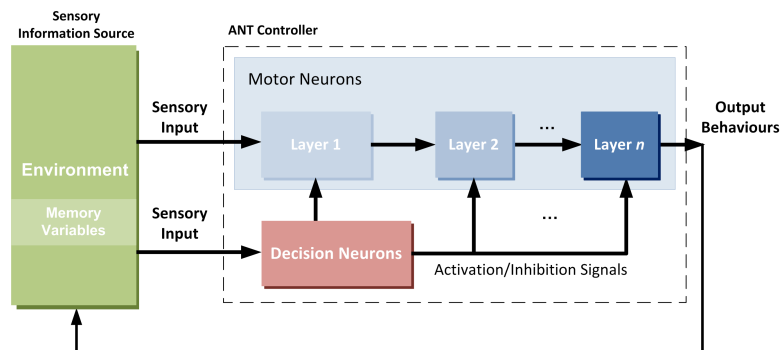 Sensory
Information Source
ANT Controller
Motor Neurons
Sensory
Input
Layer 1
Layer 2
...
Layer n
Output
Behaviours
Environment
Memory
Variables
Sensory
Input
Decision Neurons
...
Activation/Inhibition Signals